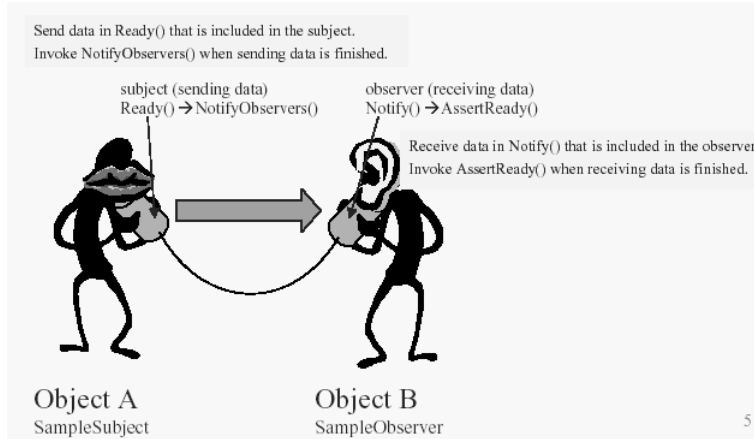 Send data in Ready() that is included in the subject.
Invoke NotifyObservers() when sending data is finished.
subject (sending data)
Ready() → NotifyObservers()
observer (receiving data)
Notify() → AssertReady()
Receive data in Notify() that is included in the observer
Invoke AssertReady() when receiving data is finished.
Object A
SampleSubject
Object B
SampleObserver
5